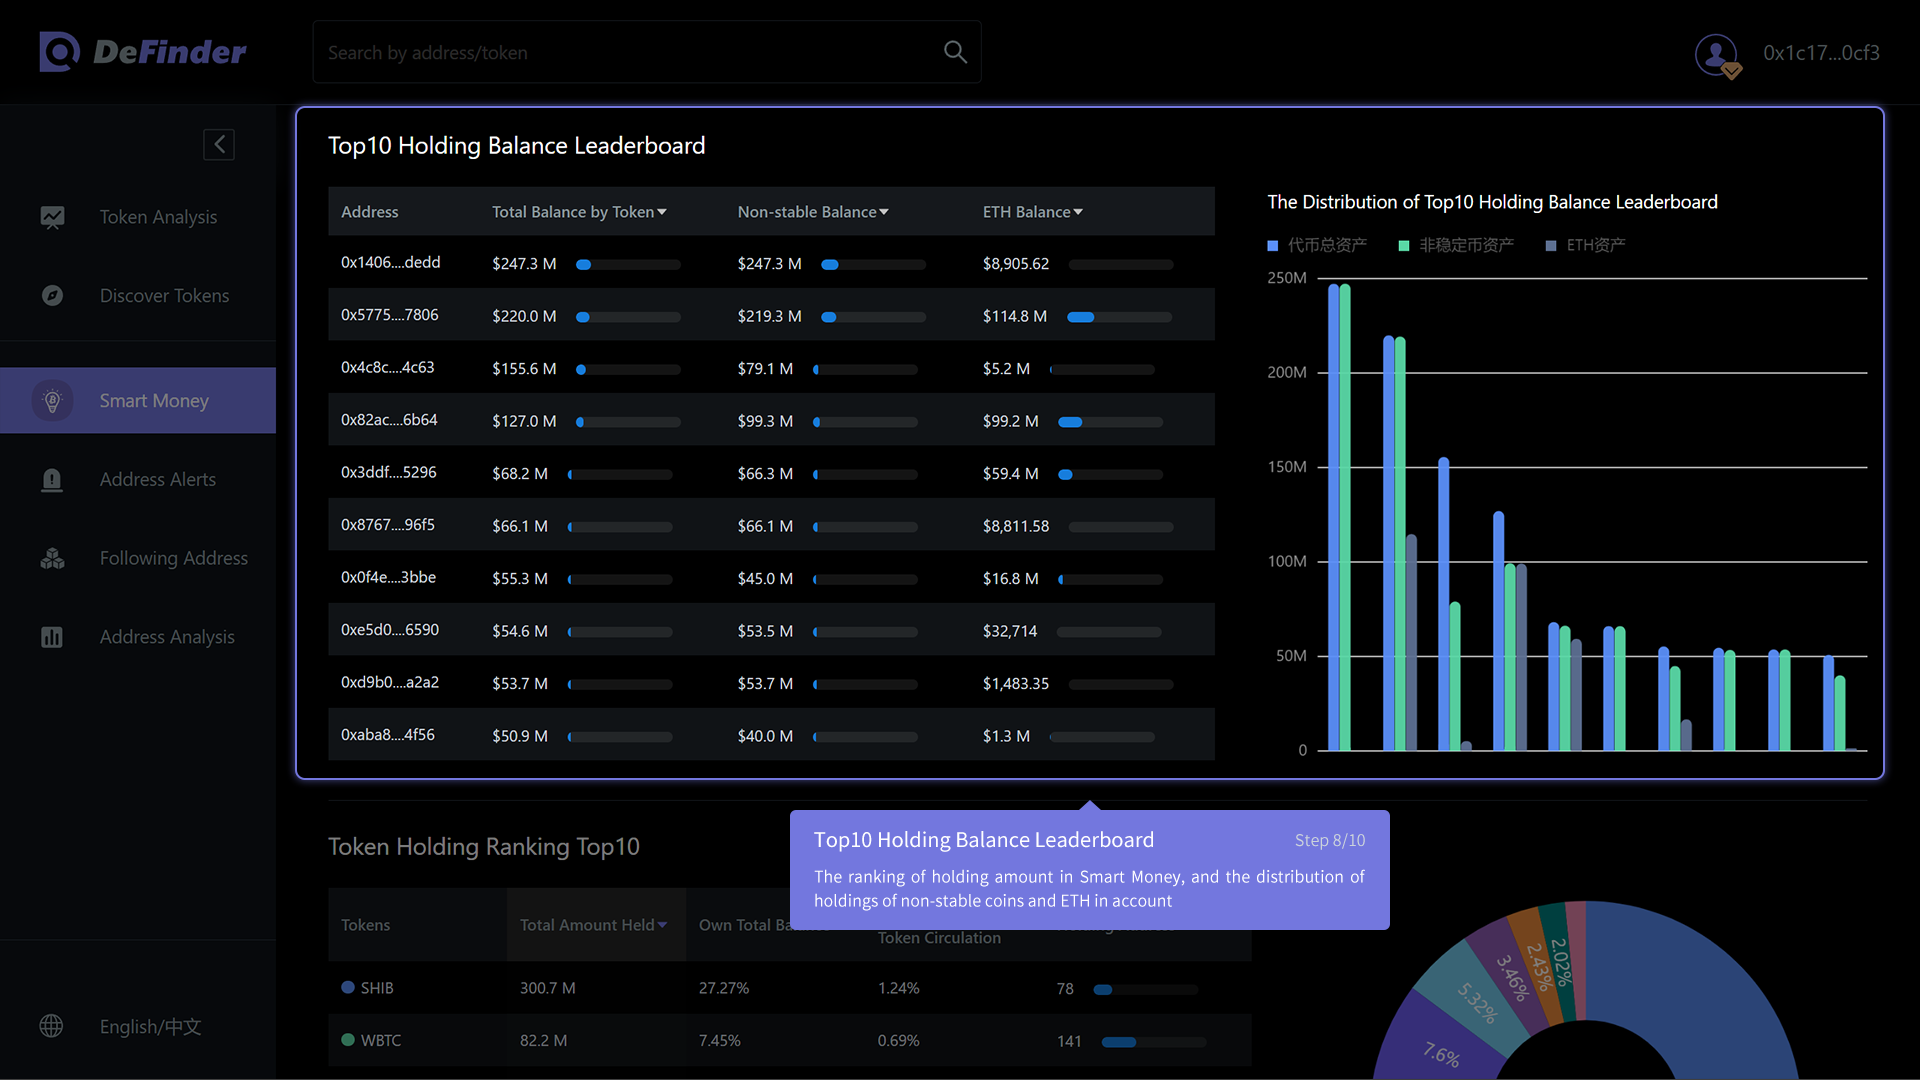 DeFinder
Search by address/token
0x1c17...0cf3
Token Analysis
Discover Tokens
Smart Money
Address Alerts
Following Address
Address Analysis
English/中文
Top10 Holding Balance Leaderboard
Address Total Balance by Token Non-stable Balance ETH Balance
0x1406....dedd $247.3 M $247.3 M $8,905.62
0x5775....7806 $220.0 M $219.3 M $114.8 M
0x4c8c....4c63 $155.6 M $79.1 M $5.2 M
0x82ac....6b64 $127.0 M $99.3 M $99.2 M
0x3ddf....5296 $68.2 M $66.3 M $59.4 M
0x8767....96f5 $66.1 M $66.1 M $8,811.58
0x0f4e....3bbe $55.3 M $45.0 M $16.8 M
0xe5d0....6590 $54.6 M $53.5 M $32,714
0xd9b0....a2a2 $53.7 M $53.7 M $1,483.35
0xaba8....4f56 $50.9 M $40.0 M $1.3 M
The Distribution of Top10 Holding Balance Leaderboard
代币总资产 非稳定币资产 ETH资产
250M
200M
150M
100M
50M
0
Top10 Holding Balance Leaderboard Step 8/10
The ranking of holding amount in Smart Money, and the distribution of
holdings of non-stable coins and ETH in account
Token Holding Ranking Top10
Tokens Total Amount Held Own Total
Token Circulation
SHIB 300.7 M 27.27% 1.24% 78
WBTC 82.2 M 7.45% 0.69% 141
7.6%
5.32%
3.46%
2.43%
2.02%